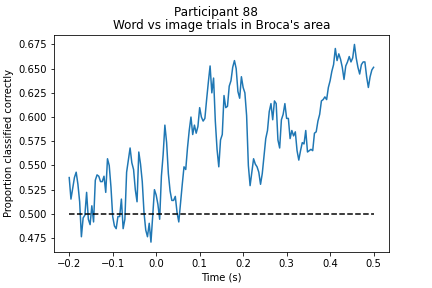 Participant 88
Word vs image trials in Broca's area
Proportion classified correctly
0.675
0.650
0.625
0.600
0.575
0.550
0.525
0.500
0.475
−0.2 −0.1 0.0 0.1 0.2 0.3 0.4 0.5
Time (s)